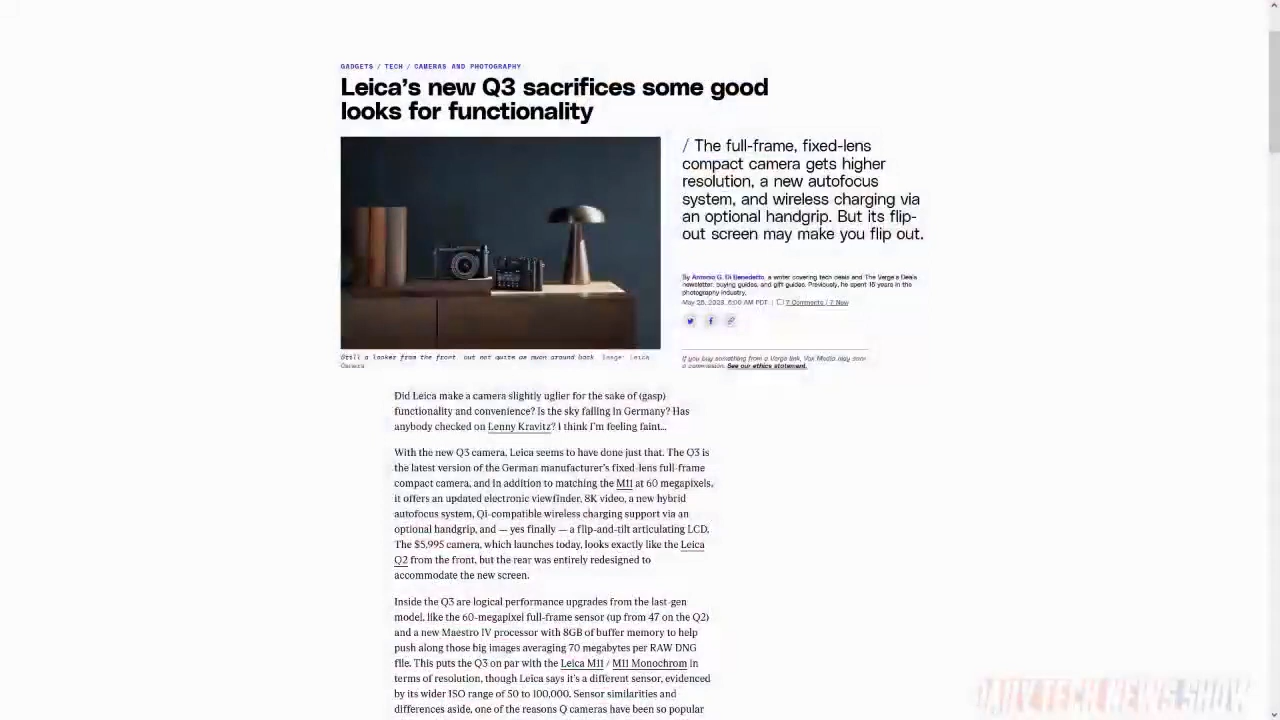 GADGETS / TECH / CAMERAS AND PHOTOGRAPHY
Leica's new Q3 sacrifices some good
looks for functionality
/ The full-frame, fixed-lens
compact camera gets higher
resolution, a new autofocus
system, and wireless charging via
an optional handgrip. But its flip-
out screen may make you flip out.
By Antonio G. Di Benedetto, a writer covering tech deals and The Verge's Deals
newsletter, buying guides, and gift guides. Previously, he spent 15 years in the
photography industry.
May 25, 2023, 6:00 AM PDT | 7 Comments / 7 New
Still a looker from the front, but not quite as much around back. Image: Leica
Camera
If you buy something from a Verge link, Vox Media may earn
a commission. See our ethics statement.
Did Leica make a camera slightly uglier for the sake of (gasp)
functionality and convenience? Is the sky falling in Germany? Has
anybody checked on Lenny Kravitz? I think I'm feeling faint...
With the new Q3 camera, Leica seems to have done just that. The Q3 is
the latest version of the German manufacturer's fixed-lens full-frame
compact camera, and in addition to matching the M11 at 60 megapixels,
it offers an updated electronic viewfinder, 8K video, a new hybrid
autofocus system, Qi-compatible wireless charging support via an
optional handgrip, and — yes finally — a flip-and-tilt articulating LCD.
The $5,995 camera, which launches today, looks exactly like the Leica
Q2 from the front, but the rear was entirely redesigned to
accommodate the new screen.
Inside the Q3 are logical performance upgrades from the last-gen
model, like the 60-megapixel full-frame sensor (up from 47 on the Q2)
and a new Maestro IV processor with 8GB of buffer memory to help
push along those big images averaging 70 megabytes per RAW DNG
file. This puts the Q3 on par with the Leica M11 / M11 Monochrom in
terms of resolution, though Leica says it's a different sensor, evidenced
by its wider ISO range of 50 to 100,000. Sensor similarities and
differences aside, one of the reasons Q cameras have been so popular
DAILY TECH NEWS SHOW